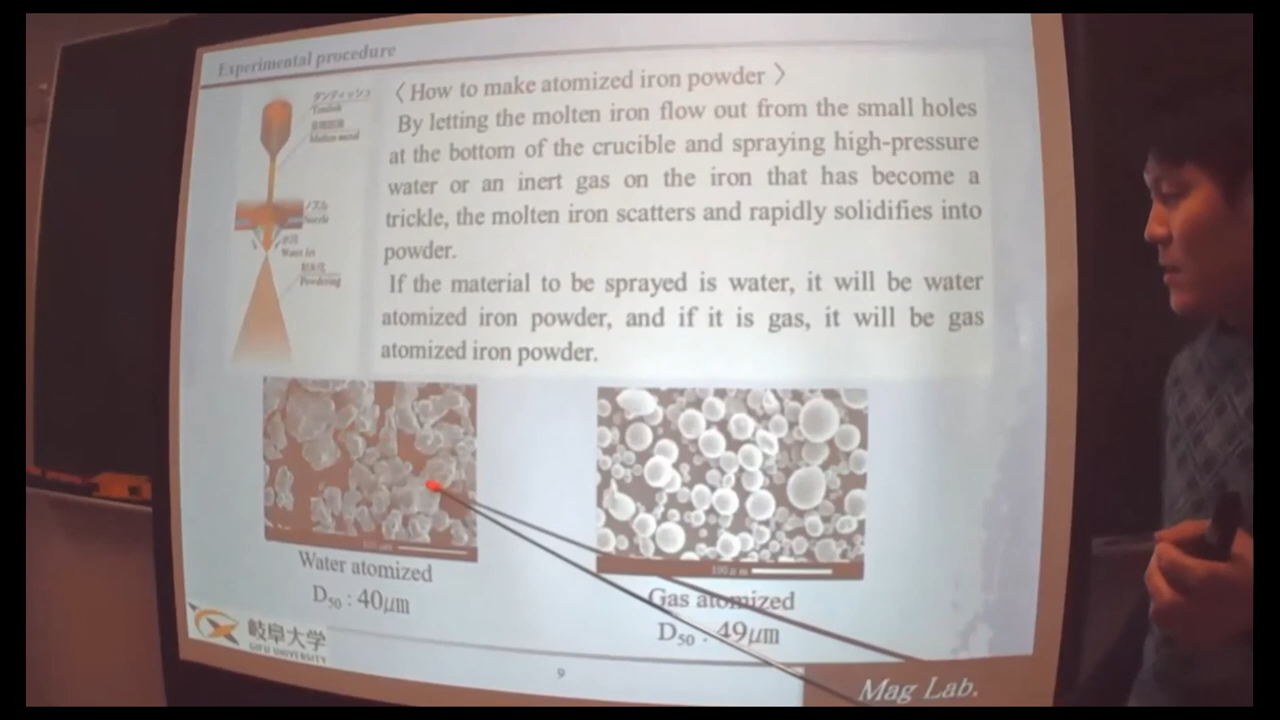 Experimental procedure
〈 How to make atomized iron powder 〉
By letting the molten iron flow out from the small holes
at the bottom of the crucible and spraying high-pressure
water or an inert gas on the iron that has become a
trickle, the molten iron scatters and rapidly solidifies into
powder.
If the material to be sprayed is water, it will be water
atomized iron powder, and if it is gas, it will be gas
atomized iron powder.
タンディッシュ
Tundish
Molten metal
ノズル
Nozzle
Water Jet
Powdering
100 μm
Water atomized
D50 : 40μm
Gas atomized
D50 : 49μm
岐阜大学
GIFU UNIVERSITY
9
Mag Lab.